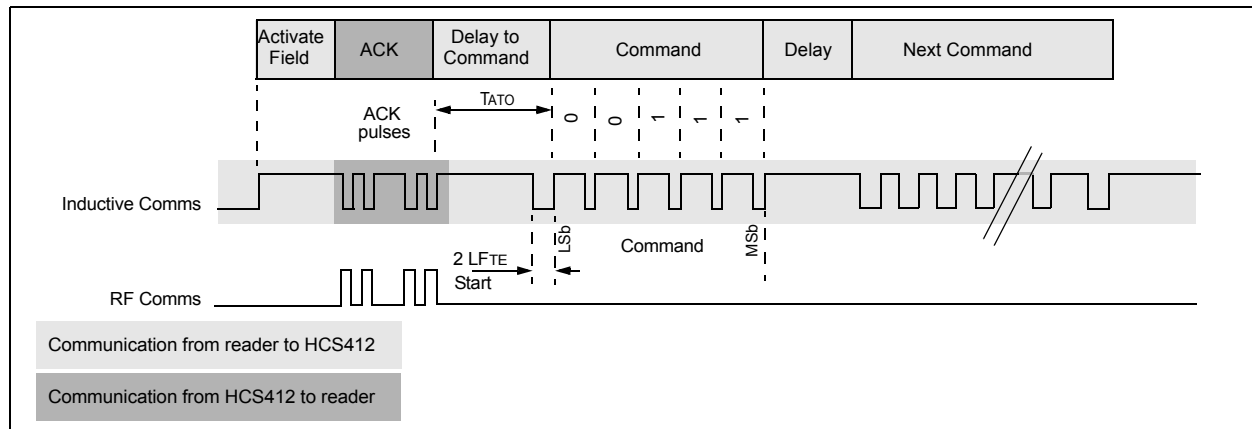 Activate
Field
ACK
Delay to
Command
Command
Delay
Next Command
TATO
ACK
pulses
0 0 1 1 1
Inductive Comms
LSb
Command
MSb
2 LFTE
Start
RF Comms
Communication from reader to HCS412
Communication from HCS412 to reader